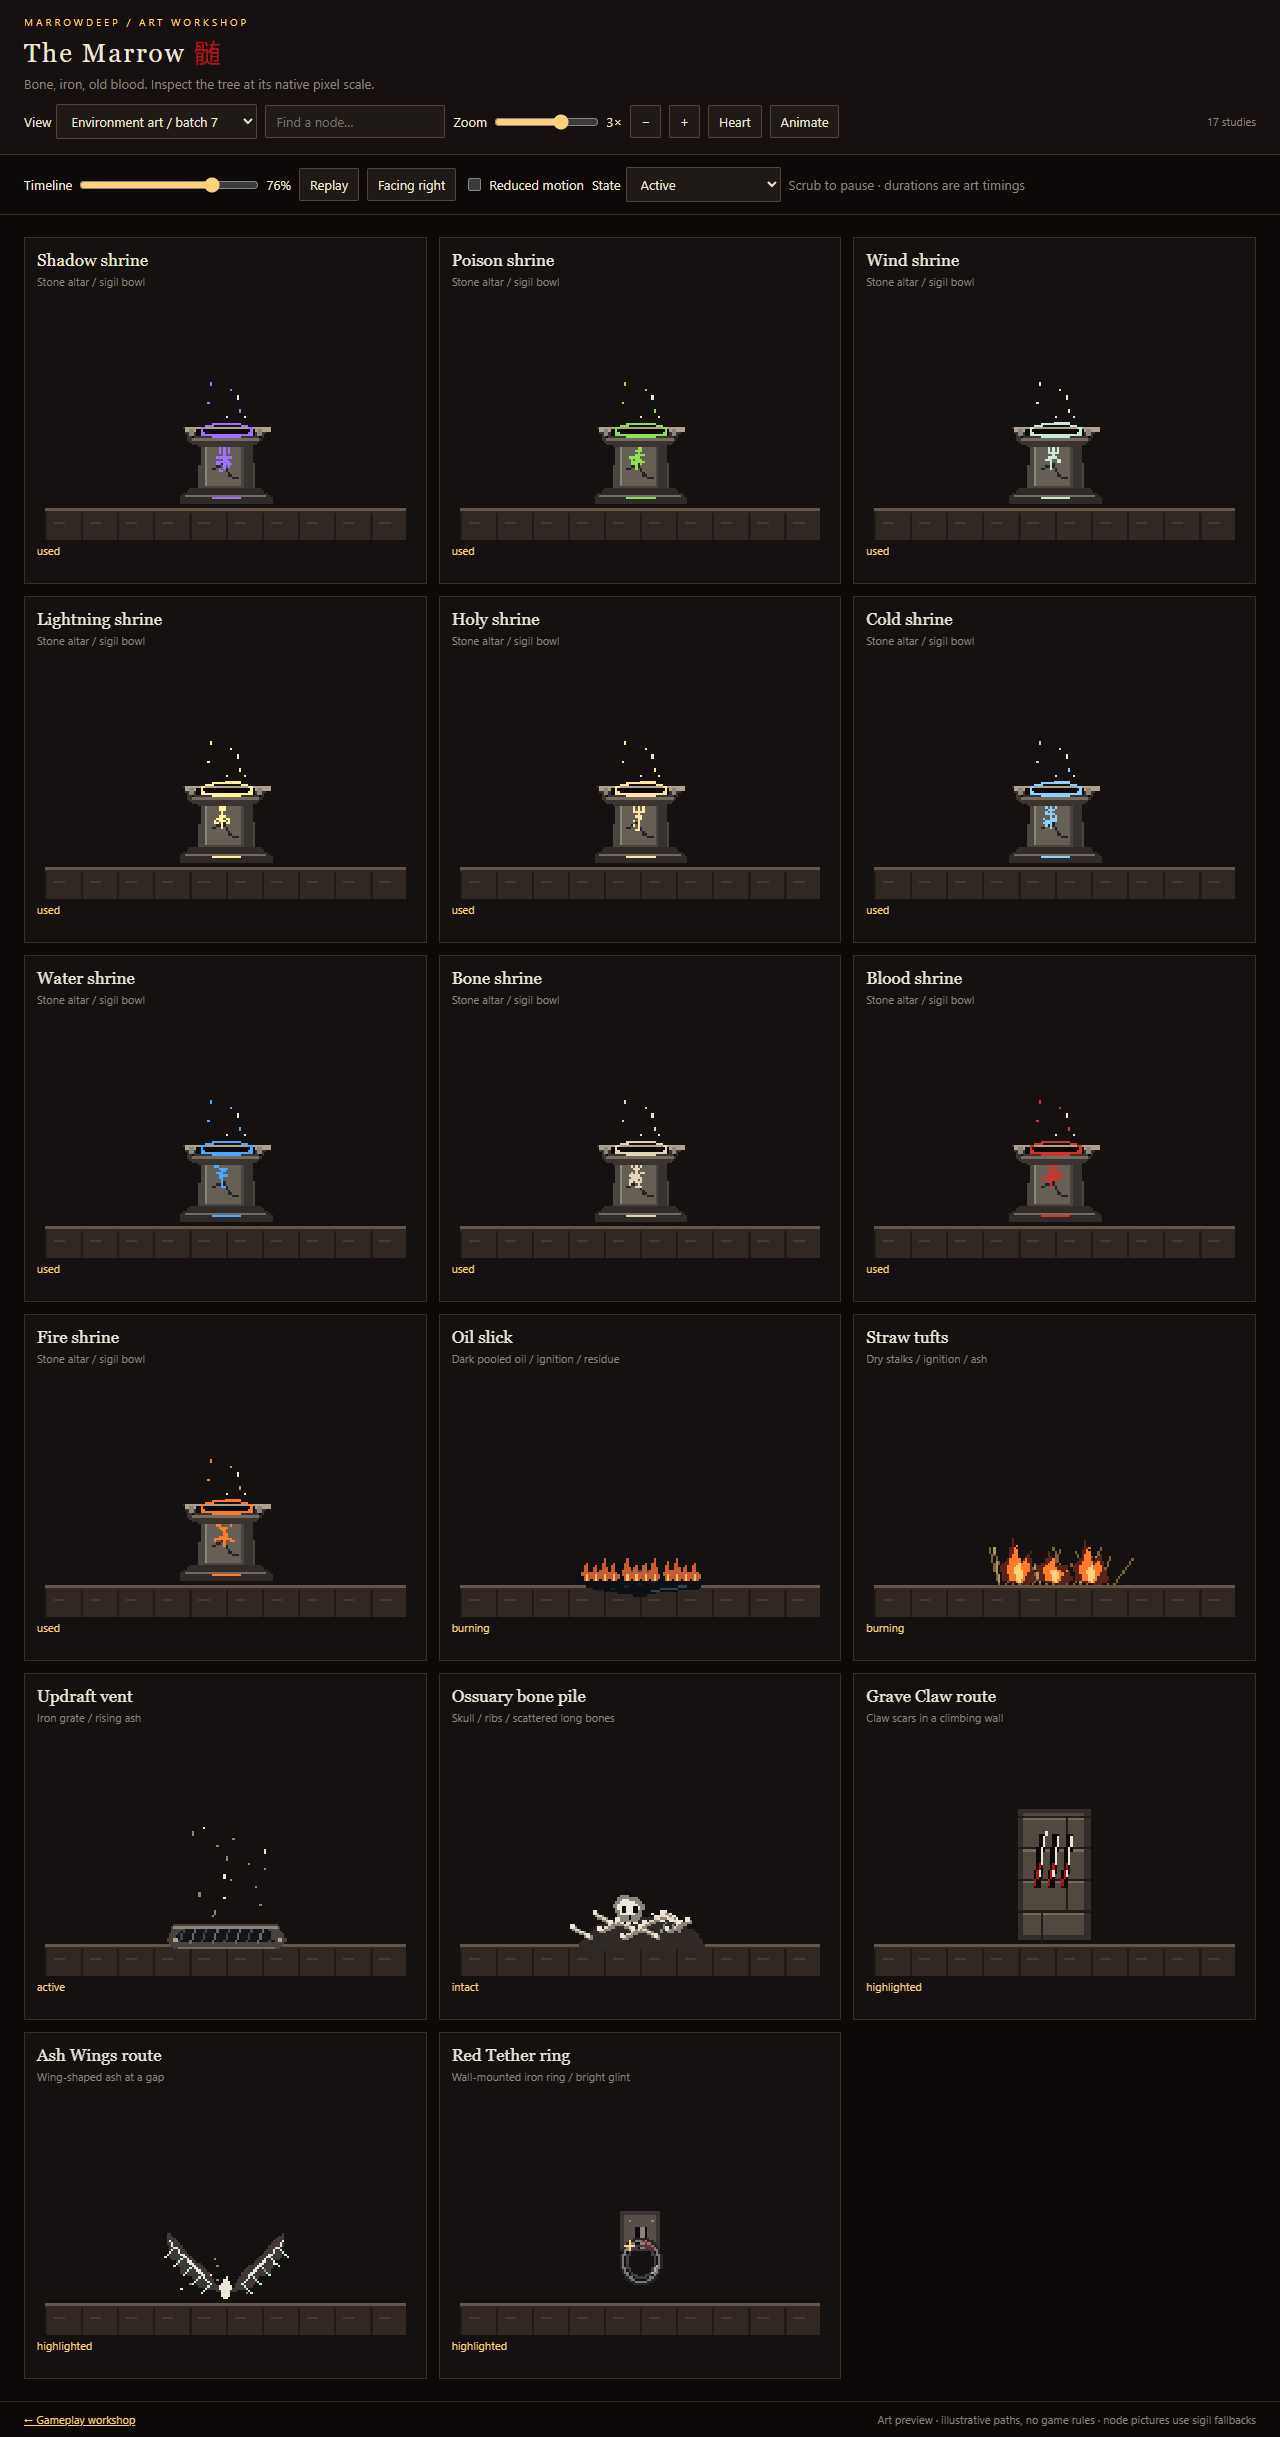 MARROWDEEP / ART WORKSHOP
The Marrow 髄
Bone, iron, old blood. Inspect the tree at its native pixel scale.
View Environment art / batch 7 Find a node... Zoom 3× − + Heart Animate 17 studies
Timeline 76% Replay Facing right Reduced motion State Active Scrub to pause · durations are art timings
Shadow shrine
Stone altar / sigil bowl
used
Poison shrine
Stone altar / sigil bowl
used
Wind shrine
Stone altar / sigil bowl
used
Lightning shrine
Stone altar / sigil bowl
used
Holy shrine
Stone altar / sigil bowl
used
Cold shrine
Stone altar / sigil bowl
used
Water shrine
Stone altar / sigil bowl
used
Bone shrine
Stone altar / sigil bowl
used
Blood shrine
Stone altar / sigil bowl
used
Fire shrine
Stone altar / sigil bowl
used
Oil slick
Dark pooled oil / ignition / residue
burning
Straw tufts
Dry stalks / ignition / ash
burning
Updraft vent
Iron grate / rising ash
active
Ossuary bone pile
Skull / ribs / scattered long bones
intact
Grave Claw route
Claw scars in a climbing wall
highlighted
Ash Wings route
Wing-shaped ash at a gap
highlighted
Red Tether ring
Wall-mounted iron ring / bright glint
highlighted
← Gameplay workshop
Art preview · illustrative paths, no game rules · node pictures use sigil fallbacks